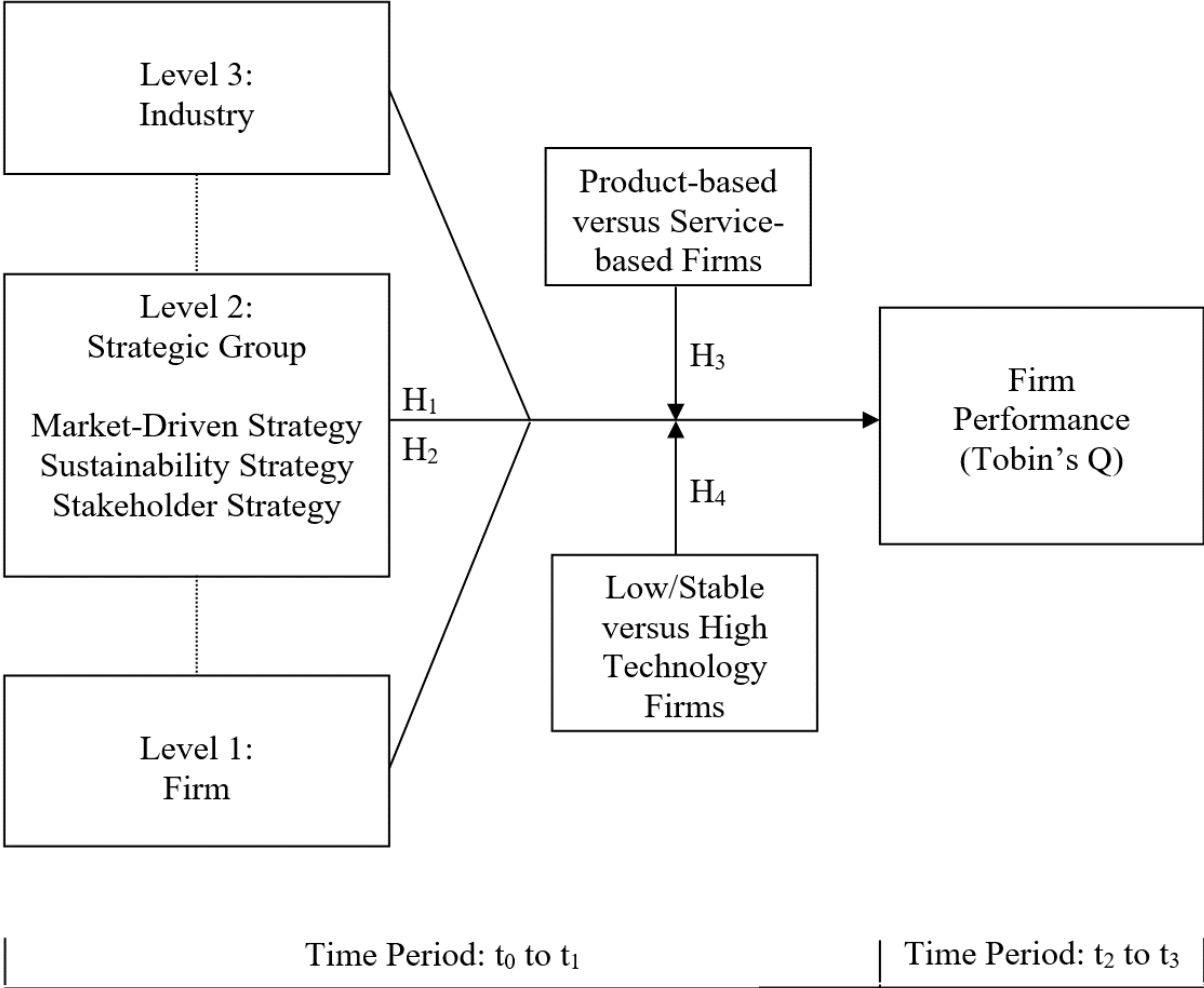 Level 3:
Industry
Product-based
versus Service-
based Firms
Level 2:
Strategic Group
Market-Driven Strategy
Sustainability Strategy
Stakeholder Strategy
H₁
H₂
H₃
H₄
Firm
Performance
(Tobin’s Q)
Low/Stable
versus High
Technology
Firms
Level 1:
Firm
Time Period: t₀ to t₁
Time Period: t₂ to t₃